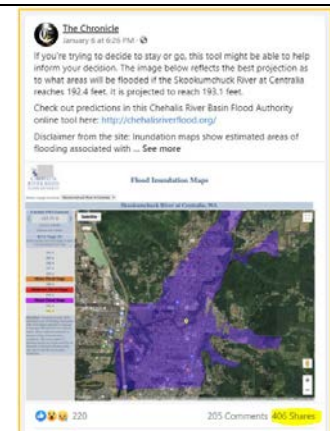 The Chronicle
January 6 at 6:26 PM ·
If you're trying to decide to stay or go, this tool might be able to help
inform your decision. The image below reflects the best projection as
to what areas will be flooded if the Skookumchuck River at Centralia
reaches 192.4 feet. It is projected to reach 193.1 feet.
Check out predictions in this Chehalis River Basin Flood Authority
online tool here: http://chehalisriverflood.org/
Disclaimer from the site: Inundation maps show estimated areas of
flooding associated with ... See more
Flood Inundation Maps
Skookumchuck River at Centralia, WA
Satellite
220
205 Comments 406 Shares